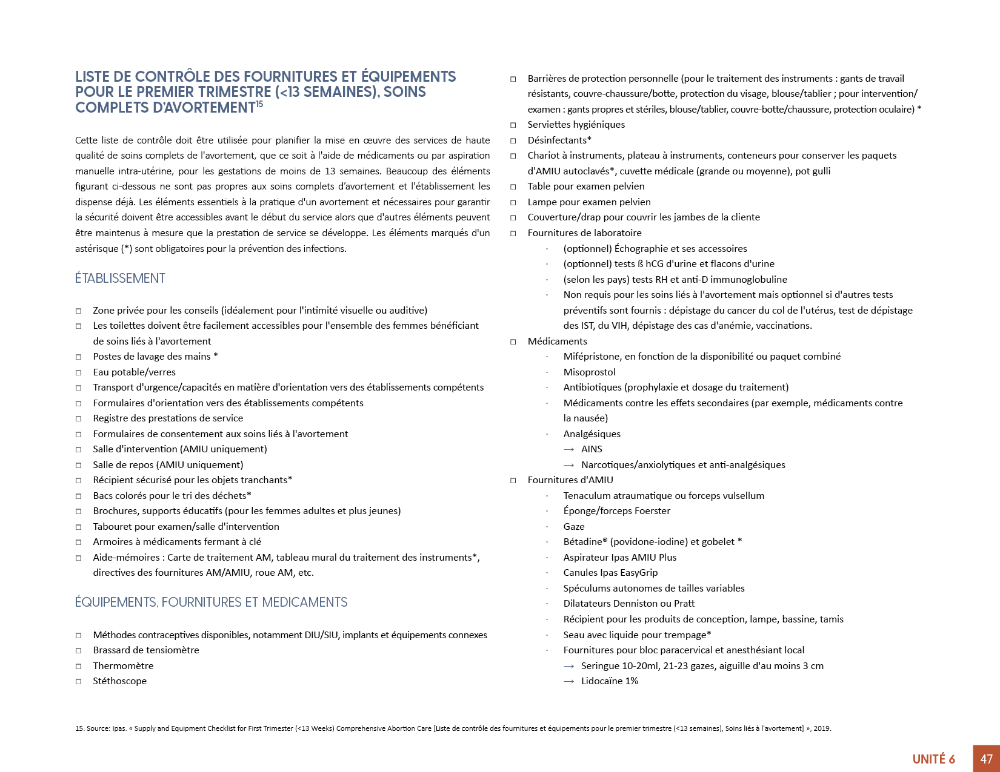 LISTE DE CONTRÔLE DES FOURNITURES ET ÉQUIPEMENTS
POUR LE PREMIER TRIMESTRE (<13 SEMAINES), SOINS
COMPLETS D’AVORTEMENT15
Cette liste de contrôle doit être utilisée pour planifier la mise en œuvre des services de haute
qualité de soins complets de l'avortement, que ce soit à l'aide de médicaments ou par aspiration
manuelle intra-utérine, pour les gestations de moins de 13 semaines. Beaucoup des éléments
figurant ci-dessous ne sont pas propres aux soins complets d’avortement et l'établissement les
dispense déjà. Les éléments essentiels à la pratique d'un avortement et nécessaires pour garantir
la sécurité doivent être accessibles avant le début du service alors que d'autres éléments peuvent
être maintenus à mesure que la prestation de service se développe. Les éléments marqués d'un
astérisque (*) sont obligatoires pour la prévention des infections.
ÉTABLISSEMENT
□ Zone privée pour les conseils (idéalement pour l'intimité visuelle ou auditive)
□ Les toilettes doivent être facilement accessibles pour l'ensemble des femmes bénéficiant
de soins liés à l'avortement
□ Postes de lavage des mains *
□ Eau potable/verres
□ Transport d'urgence/capacités en matière d'orientation vers des établissements compétents
□ Formulaires d'orientation vers des établissements compétents
□ Registre des prestations de service
□ Formulaires de consentement aux soins liés à l'avortement
□ Salle d'intervention (AMIU uniquement)
□ Salle de repos (AMIU uniquement)
□ Récipient sécurisé pour les objets tranchants*
□ Bacs colorés pour le tri des déchets*
□ Brochures, supports éducatifs (pour les femmes adultes et plus jeunes)
□ Tabouret pour examen/salle d'intervention
□ Armoires à médicaments fermant à clé
□ Aide-mémoires : Carte de traitement AM, tableau mural du traitement des instruments*,
directives des fournitures AM/AMIU, roue AM, etc.
ÉQUIPEMENTS, FOURNITURES ET MEDICAMENTS
□ Méthodes contraceptives disponibles, notamment DIU/SIU, implants et équipements connexes
□ Brassard de tensiomètre
□ Thermomètre
□ Stéthoscope
□ Barrières de protection personnelle (pour le traitement des instruments : gants de travail
résistants, couvre-chaussure/botte, protection du visage, blouse/tablier ; pour intervention/
examen : gants propres et stériles, blouse/tablier, couvre-botte/chaussure, protection oculaire) *
□ Serviettes hygiéniques
□ Désinfectants*
□ Chariot à instruments, plateau à instruments, conteneurs pour conserver les paquets
d'AMIU autoclavés*, cuvette médicale (grande ou moyenne), pot gulli
□ Table pour examen pelvien
□ Lampe pour examen pelvien
□ Couverture/drap pour couvrir les jambes de la cliente
□ Fournitures de laboratoire
· (optionnel) Échographie et ses accessoires
· (optionnel) tests ß hCG d'urine et flacons d'urine
· (selon les pays) tests RH et anti-D immunoglobuline
· Non requis pour les soins liés à l'avortement mais optionnel si d'autres tests
préventifs sont fournis : dépistage du cancer du col de l'utérus, test de dépistage
des IST, du VIH, dépistage des cas d'anémie, vaccinations.
□ Médicaments
· Mifépristone, en fonction de la disponibilité ou paquet combiné
· Misoprostol
· Antibiotiques (prophylaxie et dosage du traitement)
· Médicaments contre les effets secondaires (par exemple, médicaments contre
la nausée)
· Analgésiques
→ AINS
→ Narcotiques/anxiolytiques et anti-analgésiques
□ Fournitures d'AMIU
· Tenaculum atraumatique ou forceps vulsellum
· Éponge/forceps Foerster
· Gaze
· Bétadine® (povidone-iodine) et gobelet *
· Aspirateur Ipas AMIU Plus
· Canules Ipas EasyGrip
· Spéculums autonomes de tailles variables
· Dilatateurs Denniston ou Pratt
· Récipient pour les produits de conception, lampe, bassine, tamis
· Seau avec liquide pour trempage*
· Fournitures pour bloc paracervical et anesthésiant local
→ Seringue 10-20ml, 21-23 gazes, aiguille d'au moins 3 cm
→ Lidocaïne 1%
15. Source: Ipas. « Supply and Equipment Checklist for First Trimester (<13 Weeks) Comprehensive Abortion Care [Liste de contrôle des fournitures et équipements pour le premier trimestre (<13 semaines), Soins liés à l'avortement] », 2019.
UNITÉ 6 47